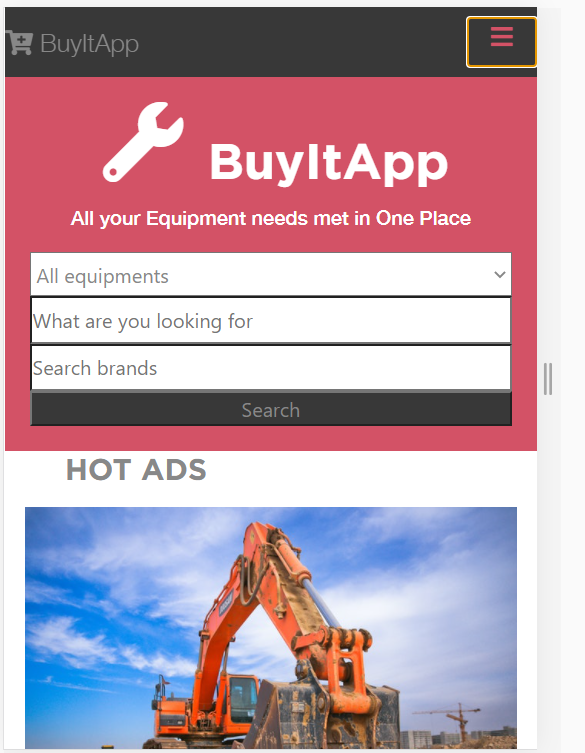 BuyItApp
BuyItApp
All your Equipment needs met in One Place
All equipments
What are you looking for
Search brands
Search
HOT ADS